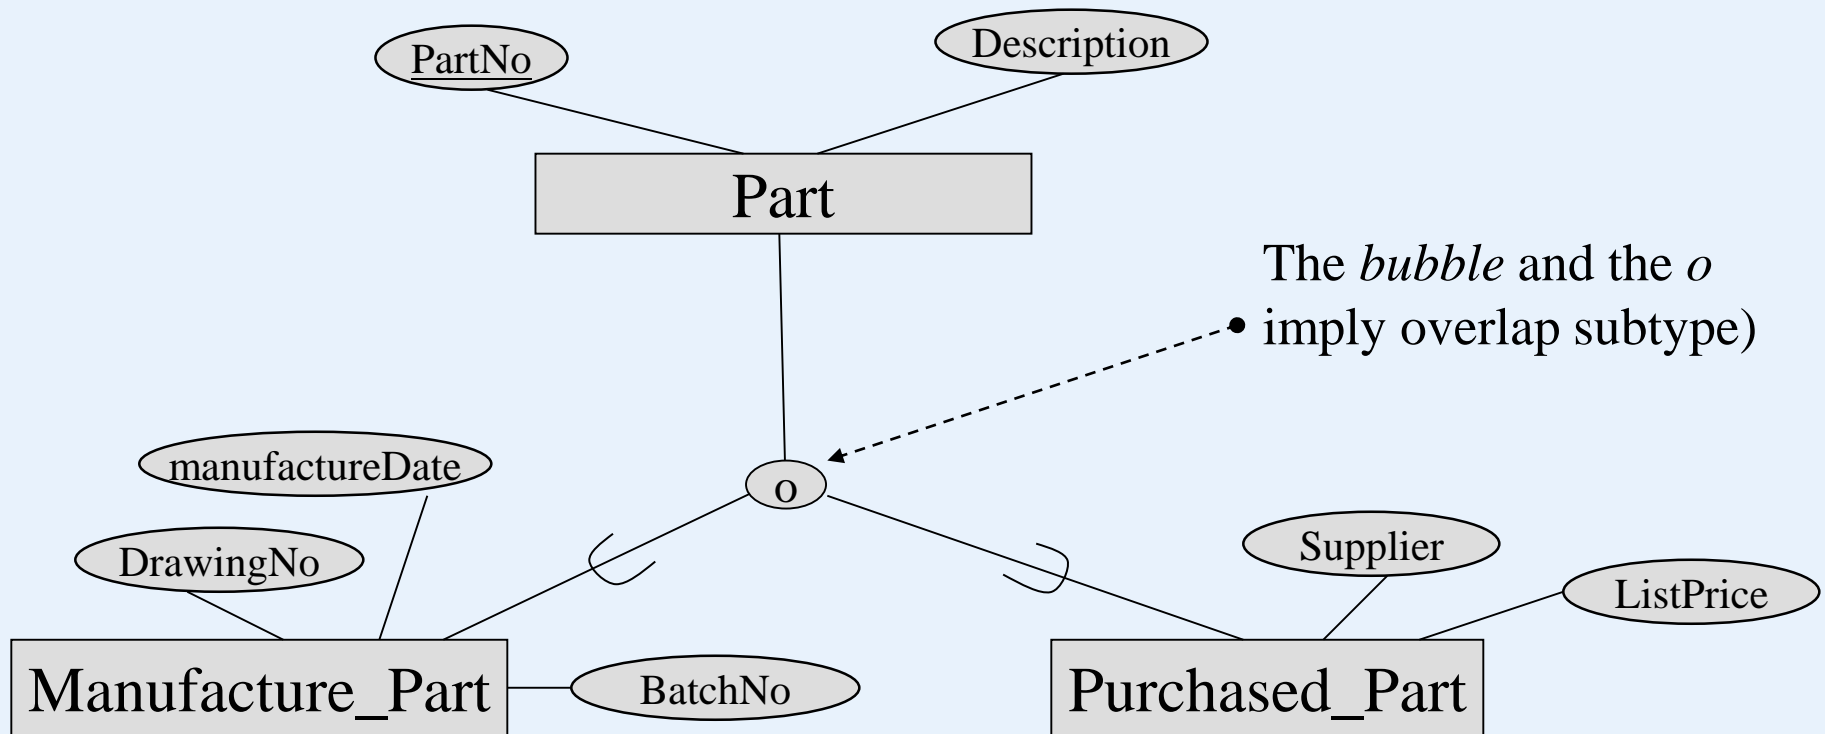 PartNo
Description
Part
The bubble and the o
• imply overlap subtype)
manufactureDate
o
DrawingNo
Supplier
ListPrice
Manufacture_Part
BatchNo
Purchased_Part